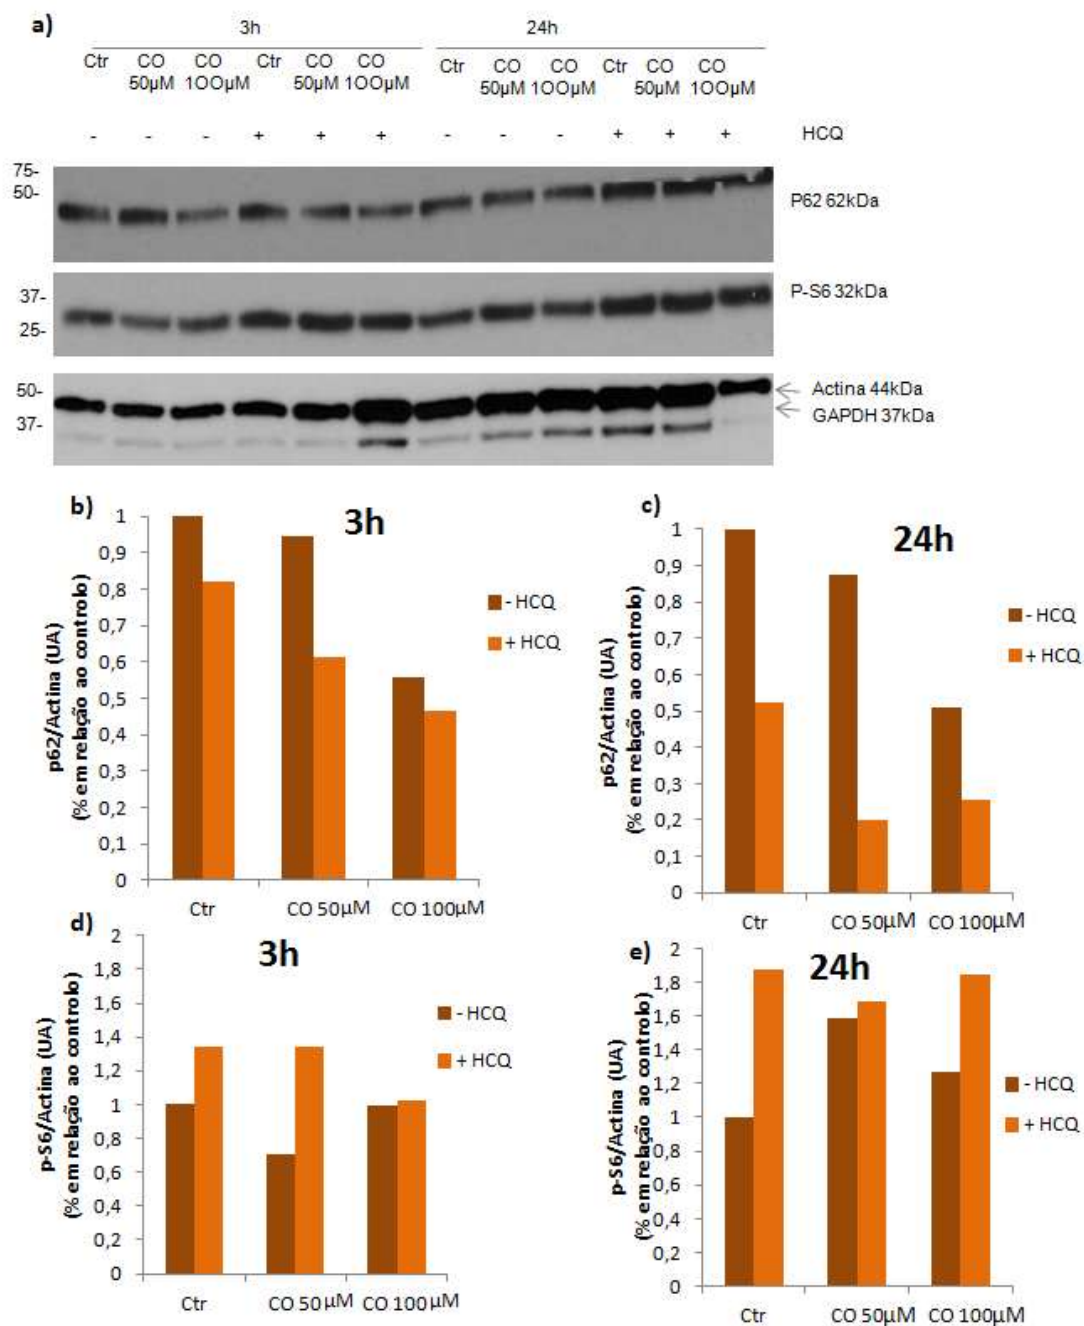 a)
3h 24h
Ctr CO CO Ctr CO CO Ctr CO CO Ctr CO CO
50µM 1OOµM 50µM 1OOµM 50µM 1OOµM 50µM 1OOµM
- - - + + + - - - + + + HCQ
75-
50-
P62 62kDa
37-
25-
P-S6 32kDa
50-
37-
Actina 44kDa
GAPDH 37kDa
b)
3h
p62/Actina (UA)
(% em relação ao controlo)
1
0,9
0,8
0,7
0,6
0,5
0,4
0,3
0,2
0,1
0
Ctr CO 50µM CO 100µM
- HCQ
+ HCQ
c)
24h
p62/Actina (UA)
(% em relação ao controlo)
1
0,9
0,8
0,7
0,6
0,5
0,4
0,3
0,2
0,1
0
Ctr CO 50µM CO 100µM
- HCQ
+ HCQ
d)
3h
p-S6/Actina (UA)
(% em relação ao controlo)
2
1,8
1,6
1,4
1,2
1
0,8
0,6
0,4
0,2
0
Ctr CO 50µM CO 100µM
- HCQ
+ HCQ
e)
24h
p-S6/Actina (UA)
(% em relação ao controlo)
2
1,8
1,6
1,4
1,2
1
0,8
0,6
0,4
0,2
0
Ctr CO 50µM CO 100µM
- HCQ
+ HCQ